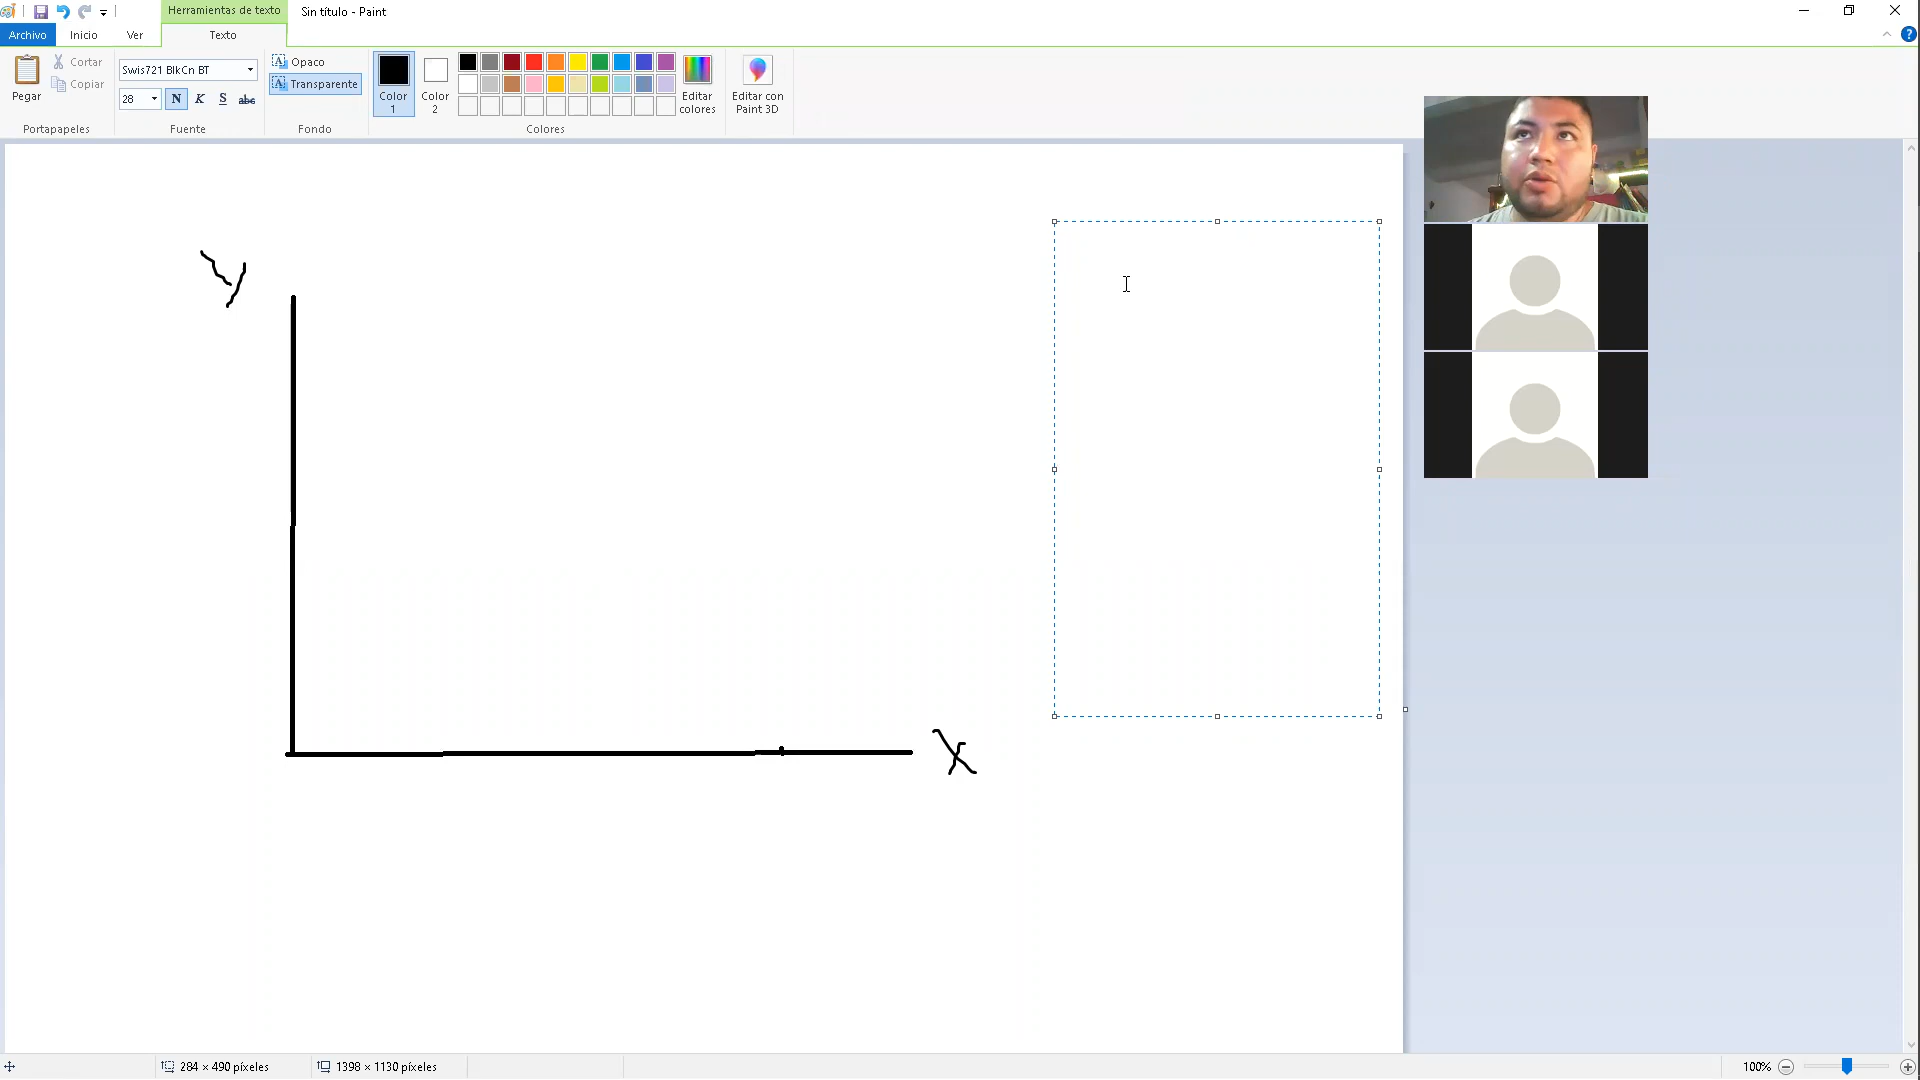 Herramientas de texto
Sin título - Paint
Archivo
Inicio
Ver
Texto
Pegar
Cortar
Copiar
Portapapeles
Swis721 BlkCn BT
28
N K S abc
Fuente
Opaco
Transparente
Fondo
Color
1
Color
2
Editar
colores
Colores
Editar con
Paint 3D
y
x
284 × 490 píxeles
1398 × 1130 píxeles
100%